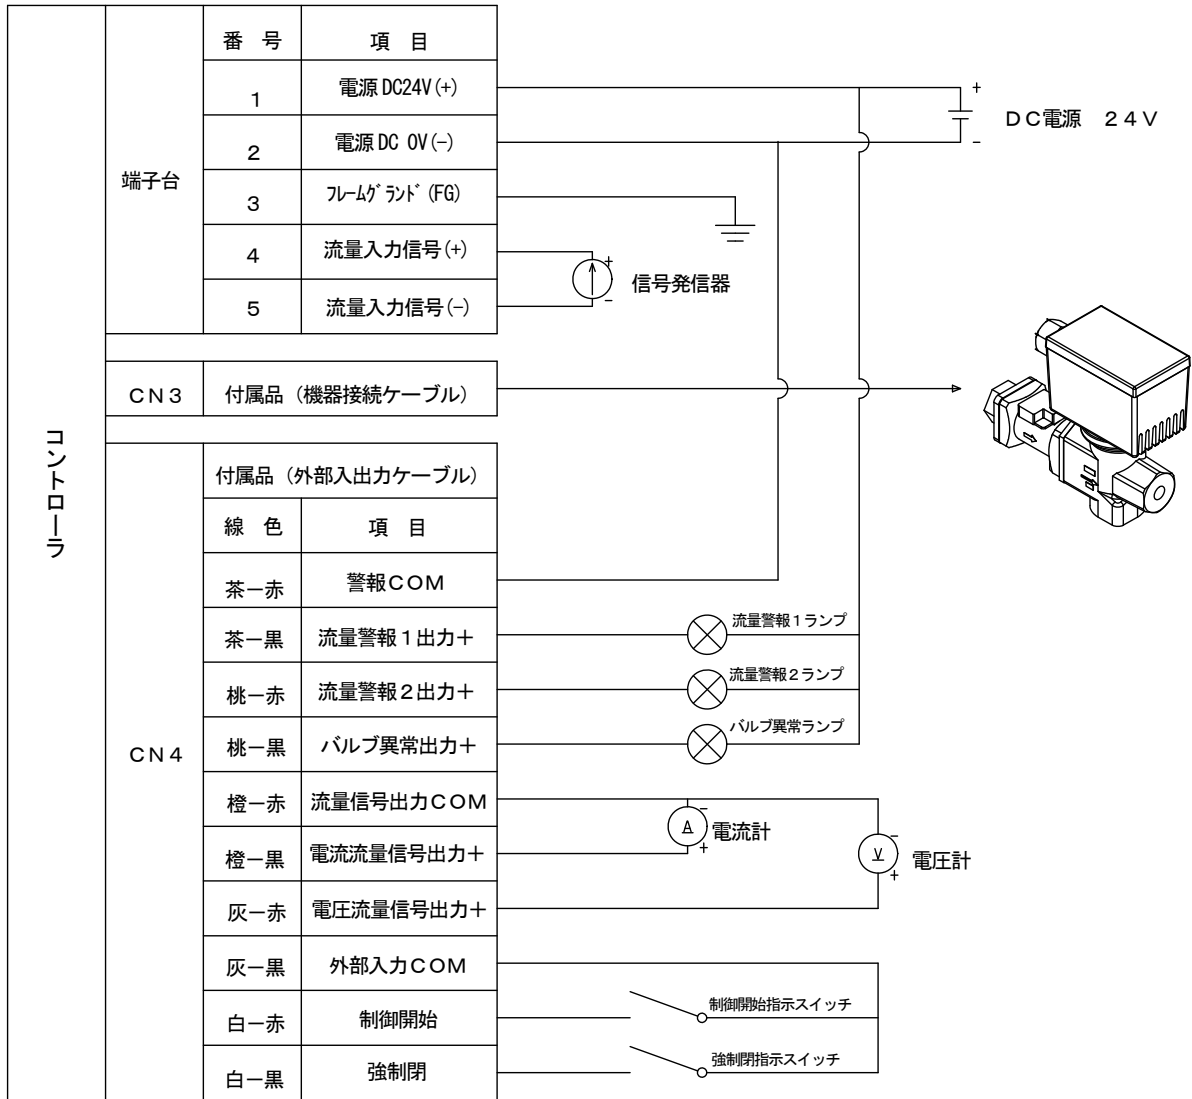 コントローラ
端子台
番　号　項　目
1　電源 DC24V(+)
2　電源 DC 0V(-)
3　ﾌﾚｰﾑｸﾞﾗﾝﾄﾞ(FG)
4　流量入力信号(+)
5　流量入力信号(-)
+
DC電源　24V
-
+
信号発信器
-
CN3　付属品（機器接続ケーブル）
CN4
付属品（外部入出力ケーブル）
線　色　項　目
茶ー赤　警報COM
茶ー黒　流量警報1出力＋
流量警報1ランプ
桃ー赤　流量警報2出力＋
流量警報2ランプ
桃ー黒　バルブ異常出力＋
バルブ異常ランプ
橙ー赤　流量信号出力COM
橙ー黒　電流流量信号出力＋
-
A　電流計
+
-
V　電圧計
+
灰ー赤　電圧流量信号出力＋
灰ー黒　外部入力COM
白ー赤　制御開始
制御開始指示スイッチ
白ー黒　強制閉
強制閉指示スイッチ